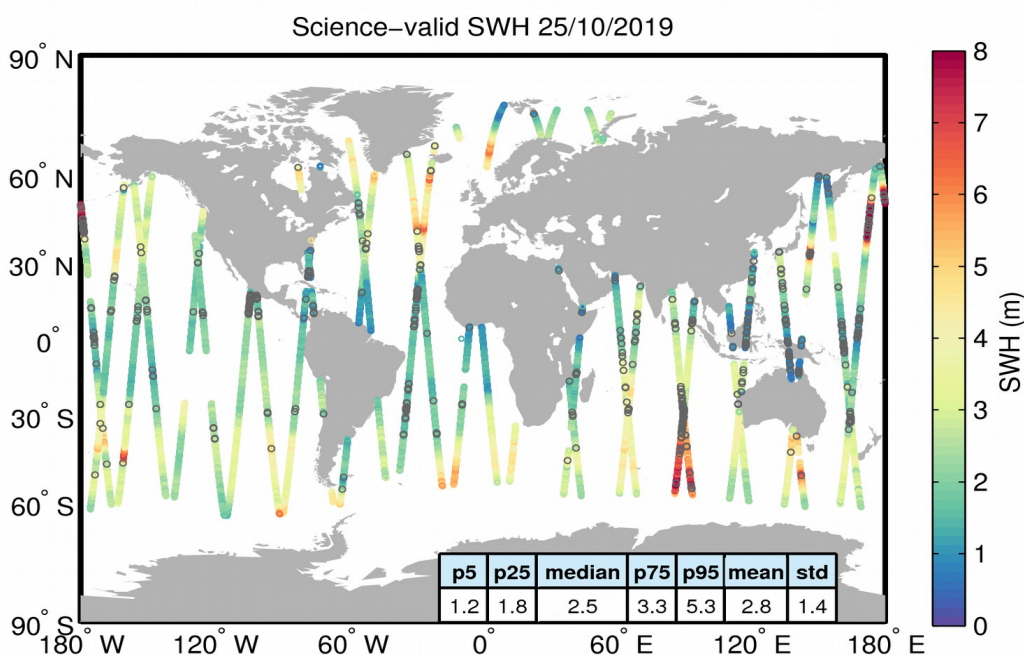 Science−valid SWH 25/10/2019
90° N
60° N
30° N
0°
30° S
60° S
90° S
180° W
120° W
60° W
0°
60° E
120° E
180° E
p5 p25 median p75 p95 mean std
1.2 1.8 2.5 3.3 5.3 2.8 1.4
8
7
6
5
4
3
2
1
0
SWH (m)